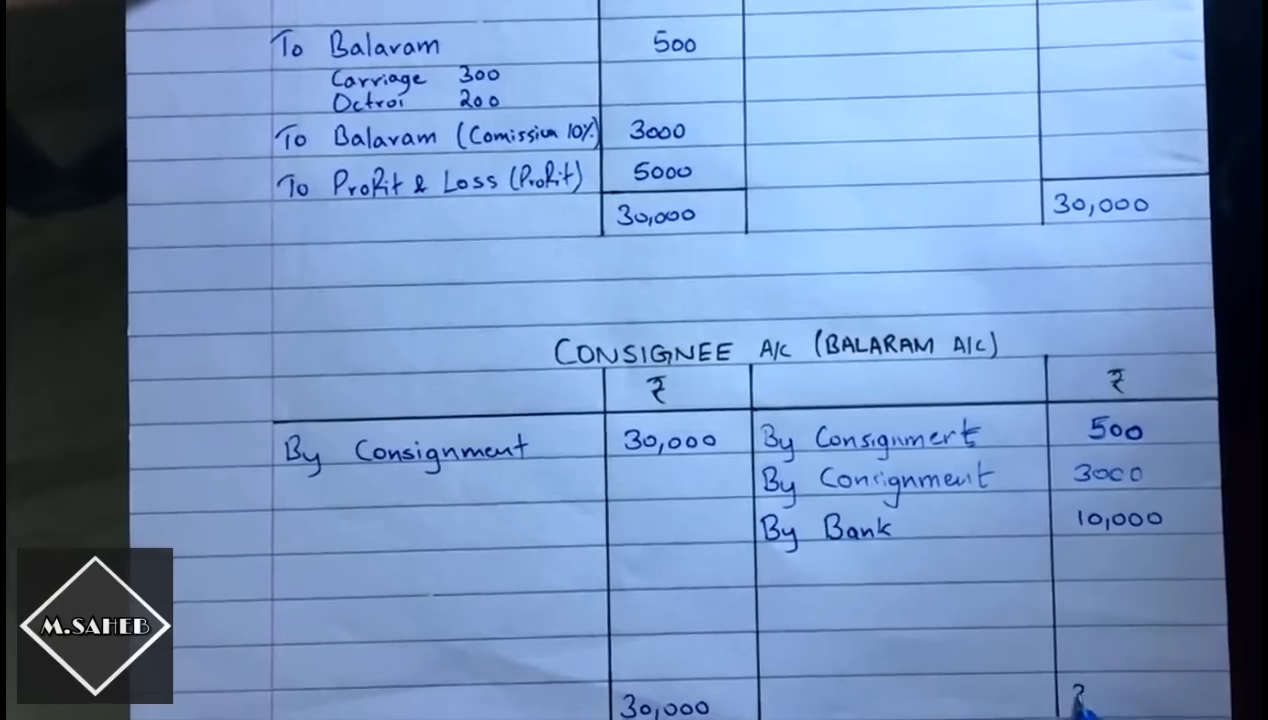 To Balaram 500
Carriage 300
Octroi 200
To Balaram (Comission 10%) 3000
To Profit & Loss (Profit) 5000
30,000 30,000
CONSIGNEE A/c (BALARAM A/C)
₹ ₹
By Consignment 30,000 By Consignment 500
By Consignment 3000
By Bank 10,000
M.SAHEB
30,000